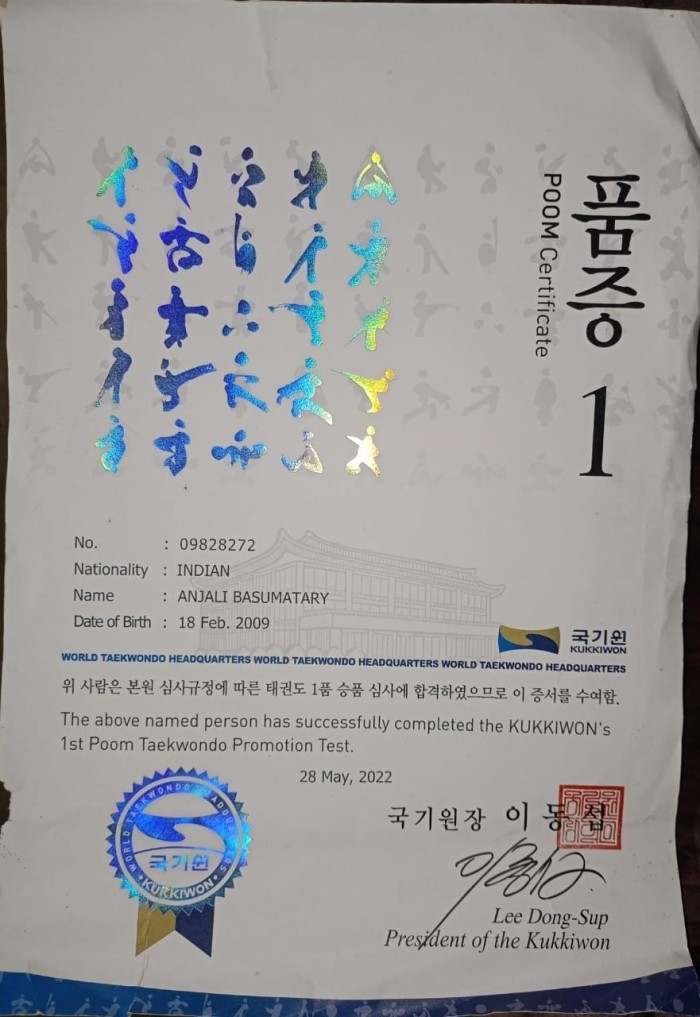 품증
POOM Certificate
1
No. : 09828272
Nationality : INDIAN
Name : ANJALI BASUMATARY
Date of Birth : 18 Feb. 2009
국기원
KUKKIWON
WORLD TAEKWONDO HEADQUARTERS WORLD TAEKWONDO HEADQUARTERS WORLD TAEKWONDO HEADQUARTERS
위 사람은 본원 심사규정에 따른 태권도 1품 승품 심사에 합격하였으므로 이 증서를 수여함.
The above named person has successfully completed the KUKKIWON's
1st Poom Taekwondo Promotion Test.
28 May, 2022
WORLD TAEKWONDO HEADQUARTERS
국기원
KUKKIWON
국기원장 이동섭
Lee Dong-Sup
President of the Kukkiwon